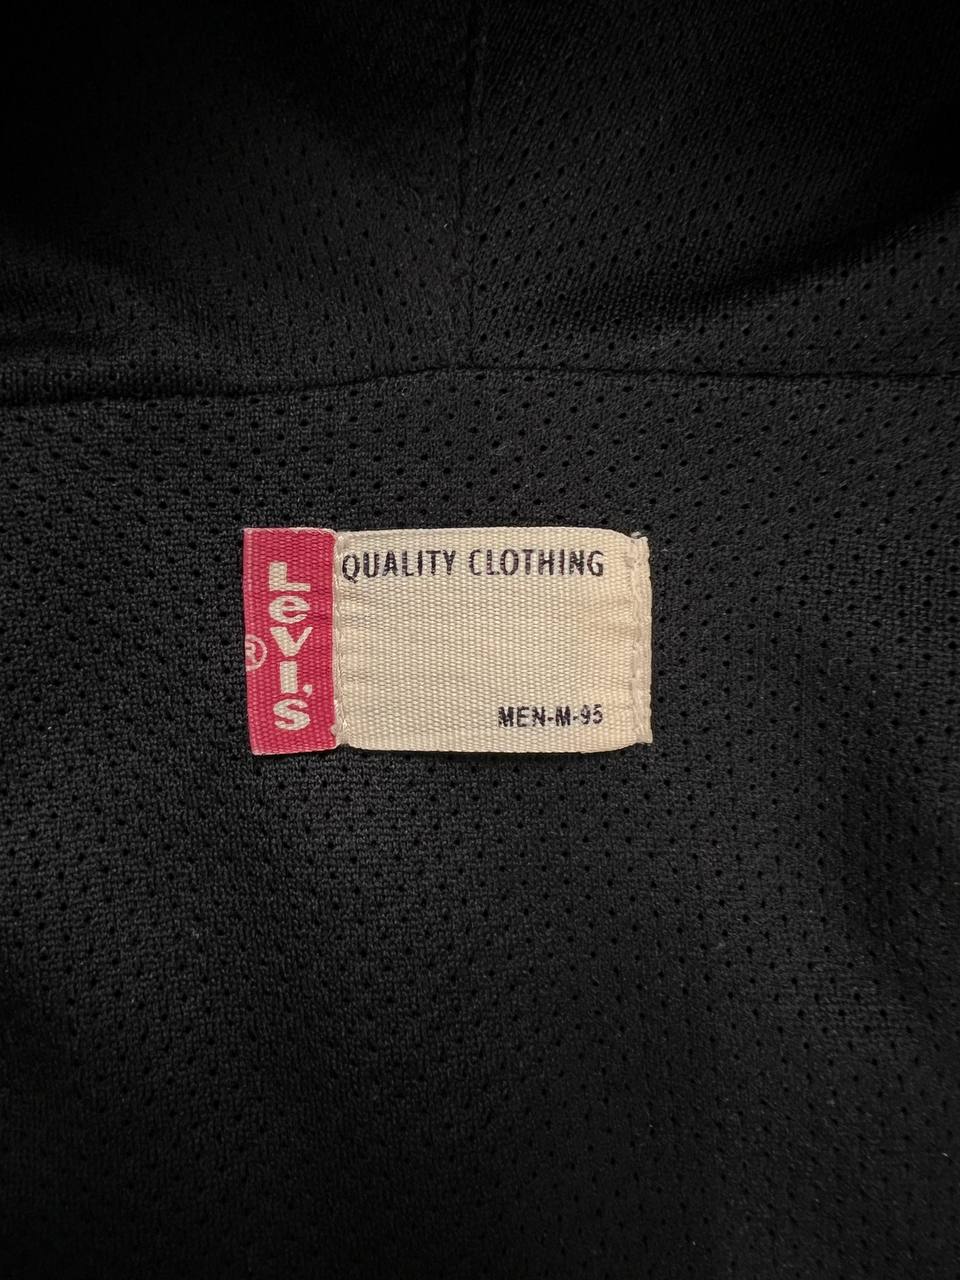 Levi's
®
QUALITY CLOTHING
MEN-M-95